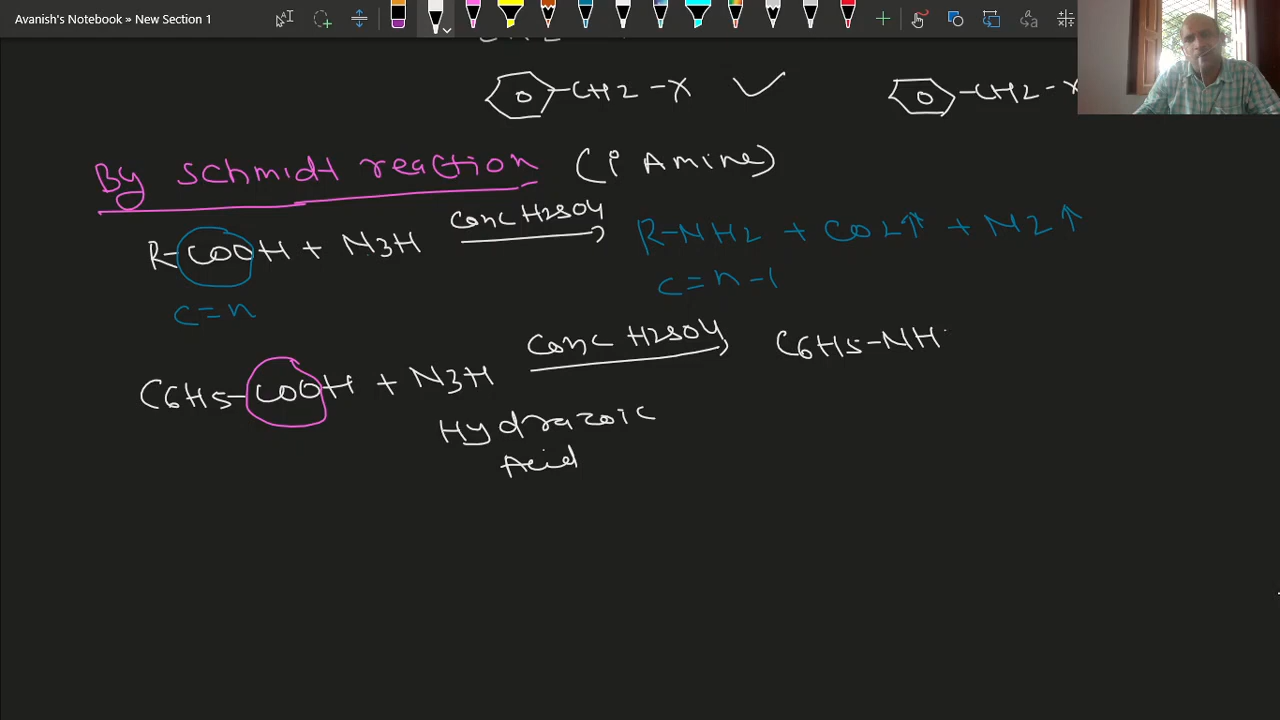 Avanish's Notebook » New Section 1
CH2-X ✓ CH2-X
By Schmidt reaction (1° Amine)
R-COOH + N3H Conc H2SO4 → R-NH2 + CO2↑ + N2↑
C=n C=n-1
C6H5-COOH + N3H Conc H2SO4 → C6H5-NH
Hydrazoic
Acid